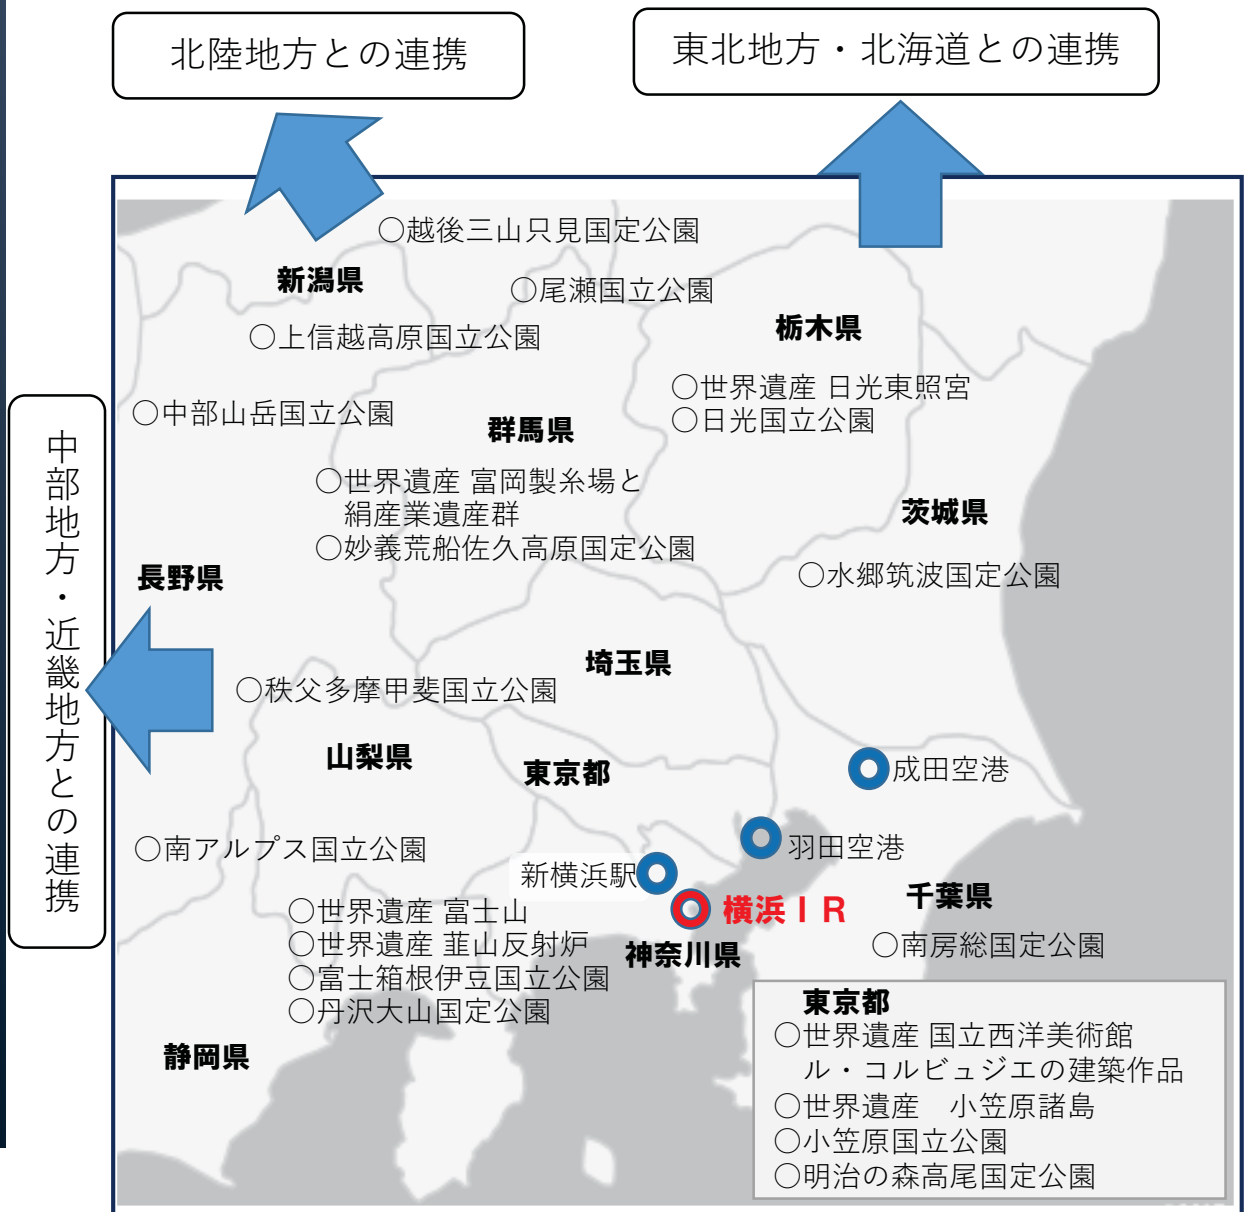 北陸地方との連携
東北地方・北海道との連携
○越後三山只見国定公園
新潟県
○尾瀬国立公園
栃木県
○上信越高原国立公園
○世界遺産 日光東照宮
○日光国立公園
○中部山岳国立公園
群馬県
○世界遺産 富岡製糸場と
絹産業遺産群
○妙義荒船佐久高原国定公園
茨城県
○水郷筑波国定公園
長野県
中部地方・近畿地方との連携
埼玉県
○秩父多摩甲斐国立公園
山梨県
東京都
成田空港
羽田空港
○南アルプス国立公園
新横浜駅
横浜ＩＲ
千葉県
○世界遺産 富士山
○世界遺産 韮山反射炉
○富士箱根伊豆国立公園
○丹沢大山国定公園
神奈川県
○南房総国定公園
静岡県
東京都
○世界遺産 国立西洋美術館
ル・コルビュジエの建築作品
○世界遺産　小笠原諸島
○小笠原国立公園
○明治の森高尾国定公園